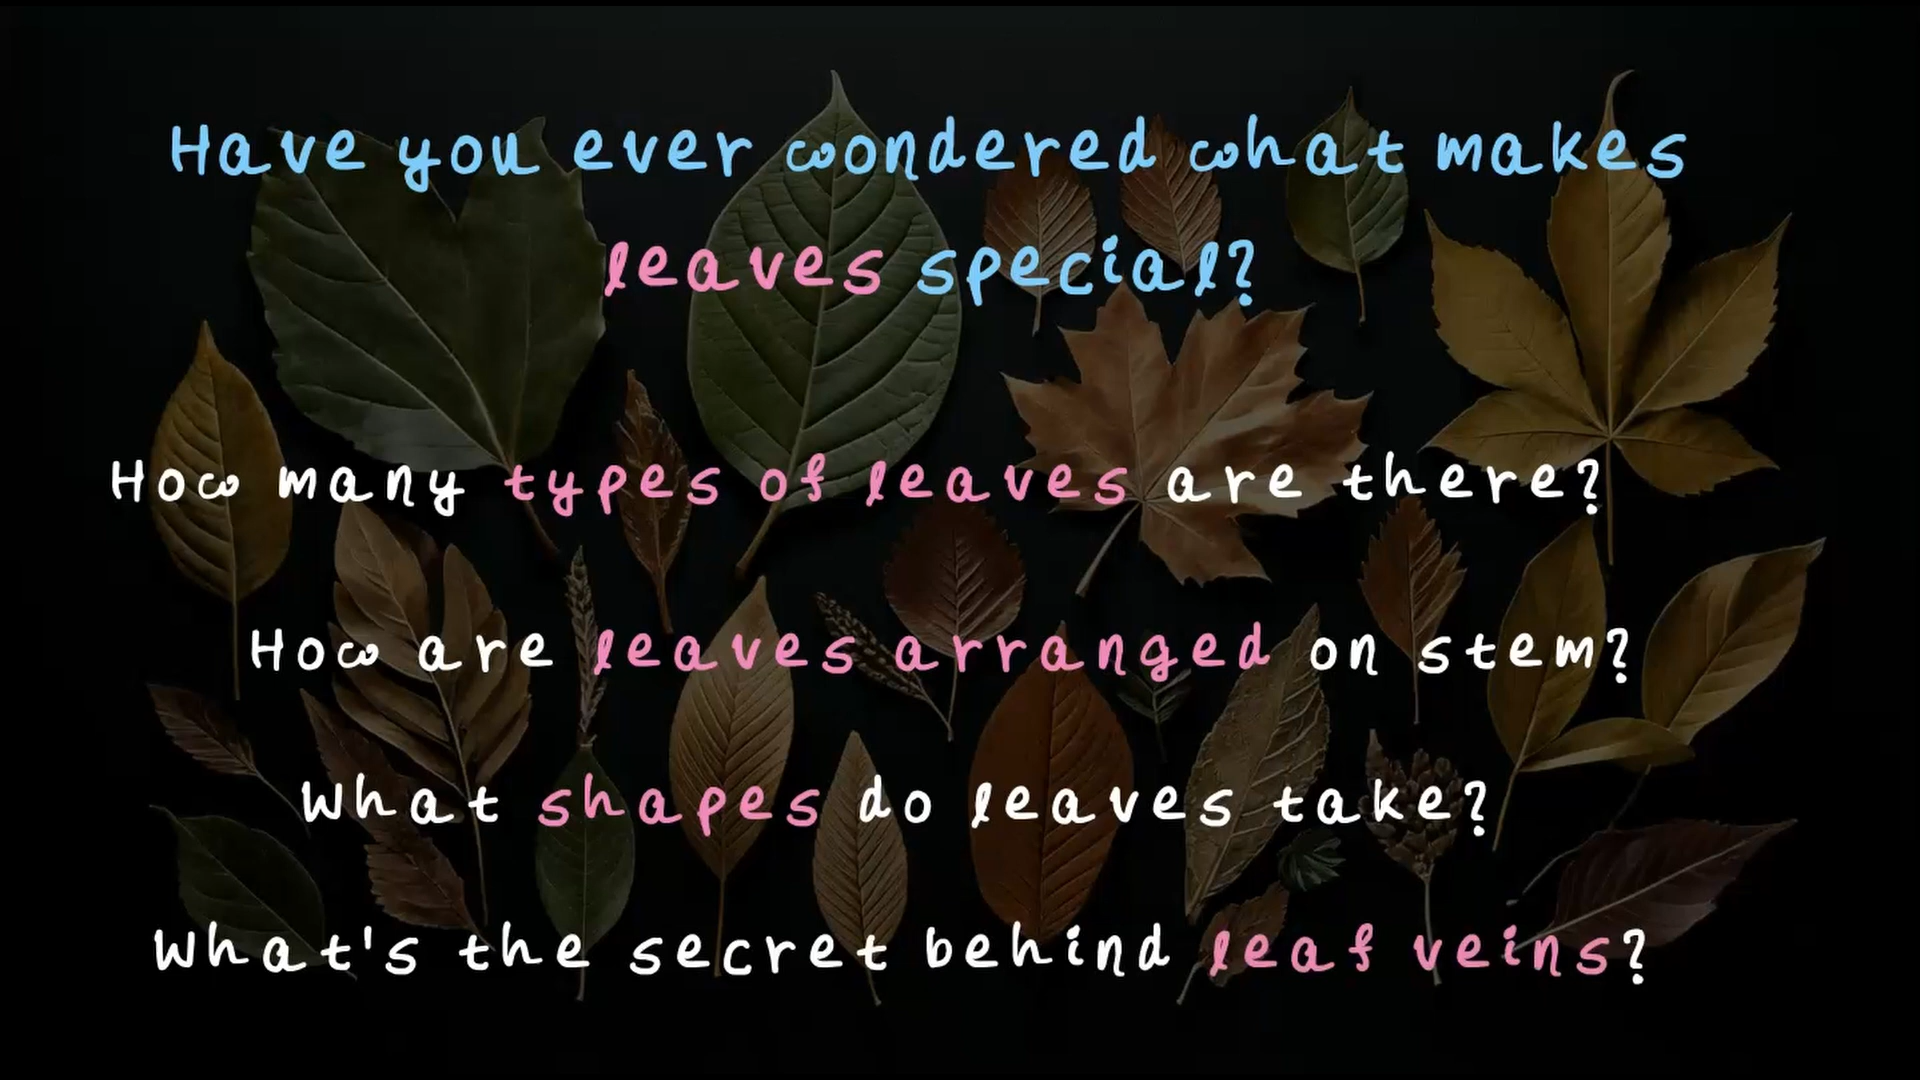 Have you ever wondered what makes
leaves special?
How many types of leaves are there?
How are leaves arranged on stem?
What shapes do leaves take?
What's the secret behind leaf veins?